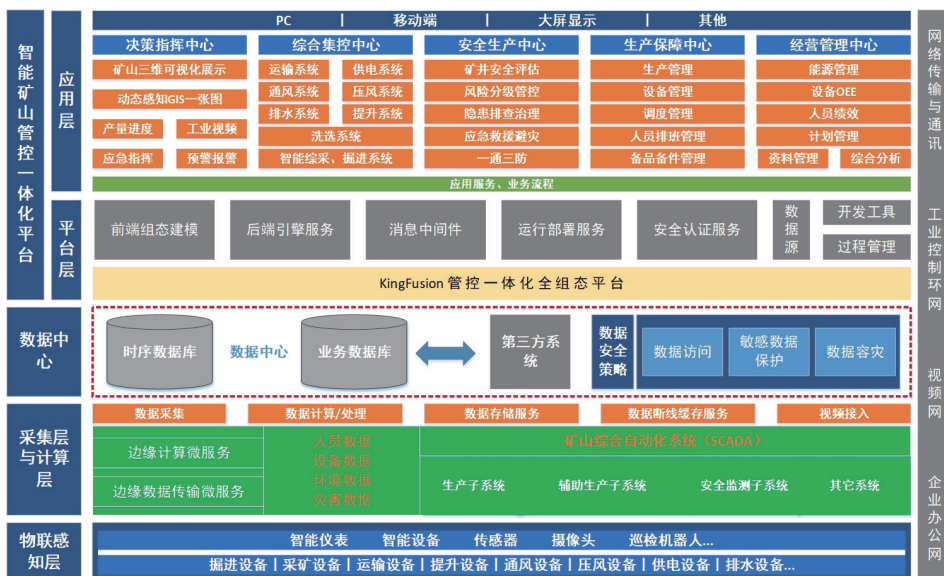 PC | 移动端 | 大屏显示 | 其他
智能矿山管控一体化平台
应用层
决策指挥中心
综合集控中心
安全生产中心
生产保障中心
经营管理中心
矿山三维可视化展示
运输系统
供电系统
矿井安全评估
生产管理
能源管理
动态感知IGIS一张图
通风系统
压风系统
风险分级管控
设备管理
设备OEE
排水系统
提升系统
隐患排查治理
调度管理
人员绩效
产量进度
工业视频
洗选系统
应急救援避灾
人员排班管理
计划管理
应急指挥
预警报警
智能综采、掘进系统
一通三防
备品备件管理
资料管理
综合分析
应用服务、业务流程
平台层
前端组态建模
后端引擎服务
消息中间件
运行部署服务
安全认证服务
数据源
开发工具
过程管理
KingFusion 管控一体化全组态平台
数据中心
时序数据库
数据中心
业务数据库
第三方系统
数据安全策略
数据访问
敏感数据保护
数据容灾
采集层与计算层
数据采集
数据计算/处理
数据存储服务
数据断线缓存服务
视频接入
边缘计算微服务
边缘数据传输微服务
人员数据
设备数据
环境数据
灾害数据
矿山综合自动化系统（SCADA）
生产子系统
辅助生产子系统
安全监测子系统
其它系统
物联感知层
智能仪表 智能设备 传感器 摄像头 巡检机器人...
掘进设备 | 采矿设备 | 运输设备 | 提升设备 | 通风设备 | 压风设备 | 供电设备 | 排水设备...
网络传输与通讯
工业控制环网
视频网
企业办公网